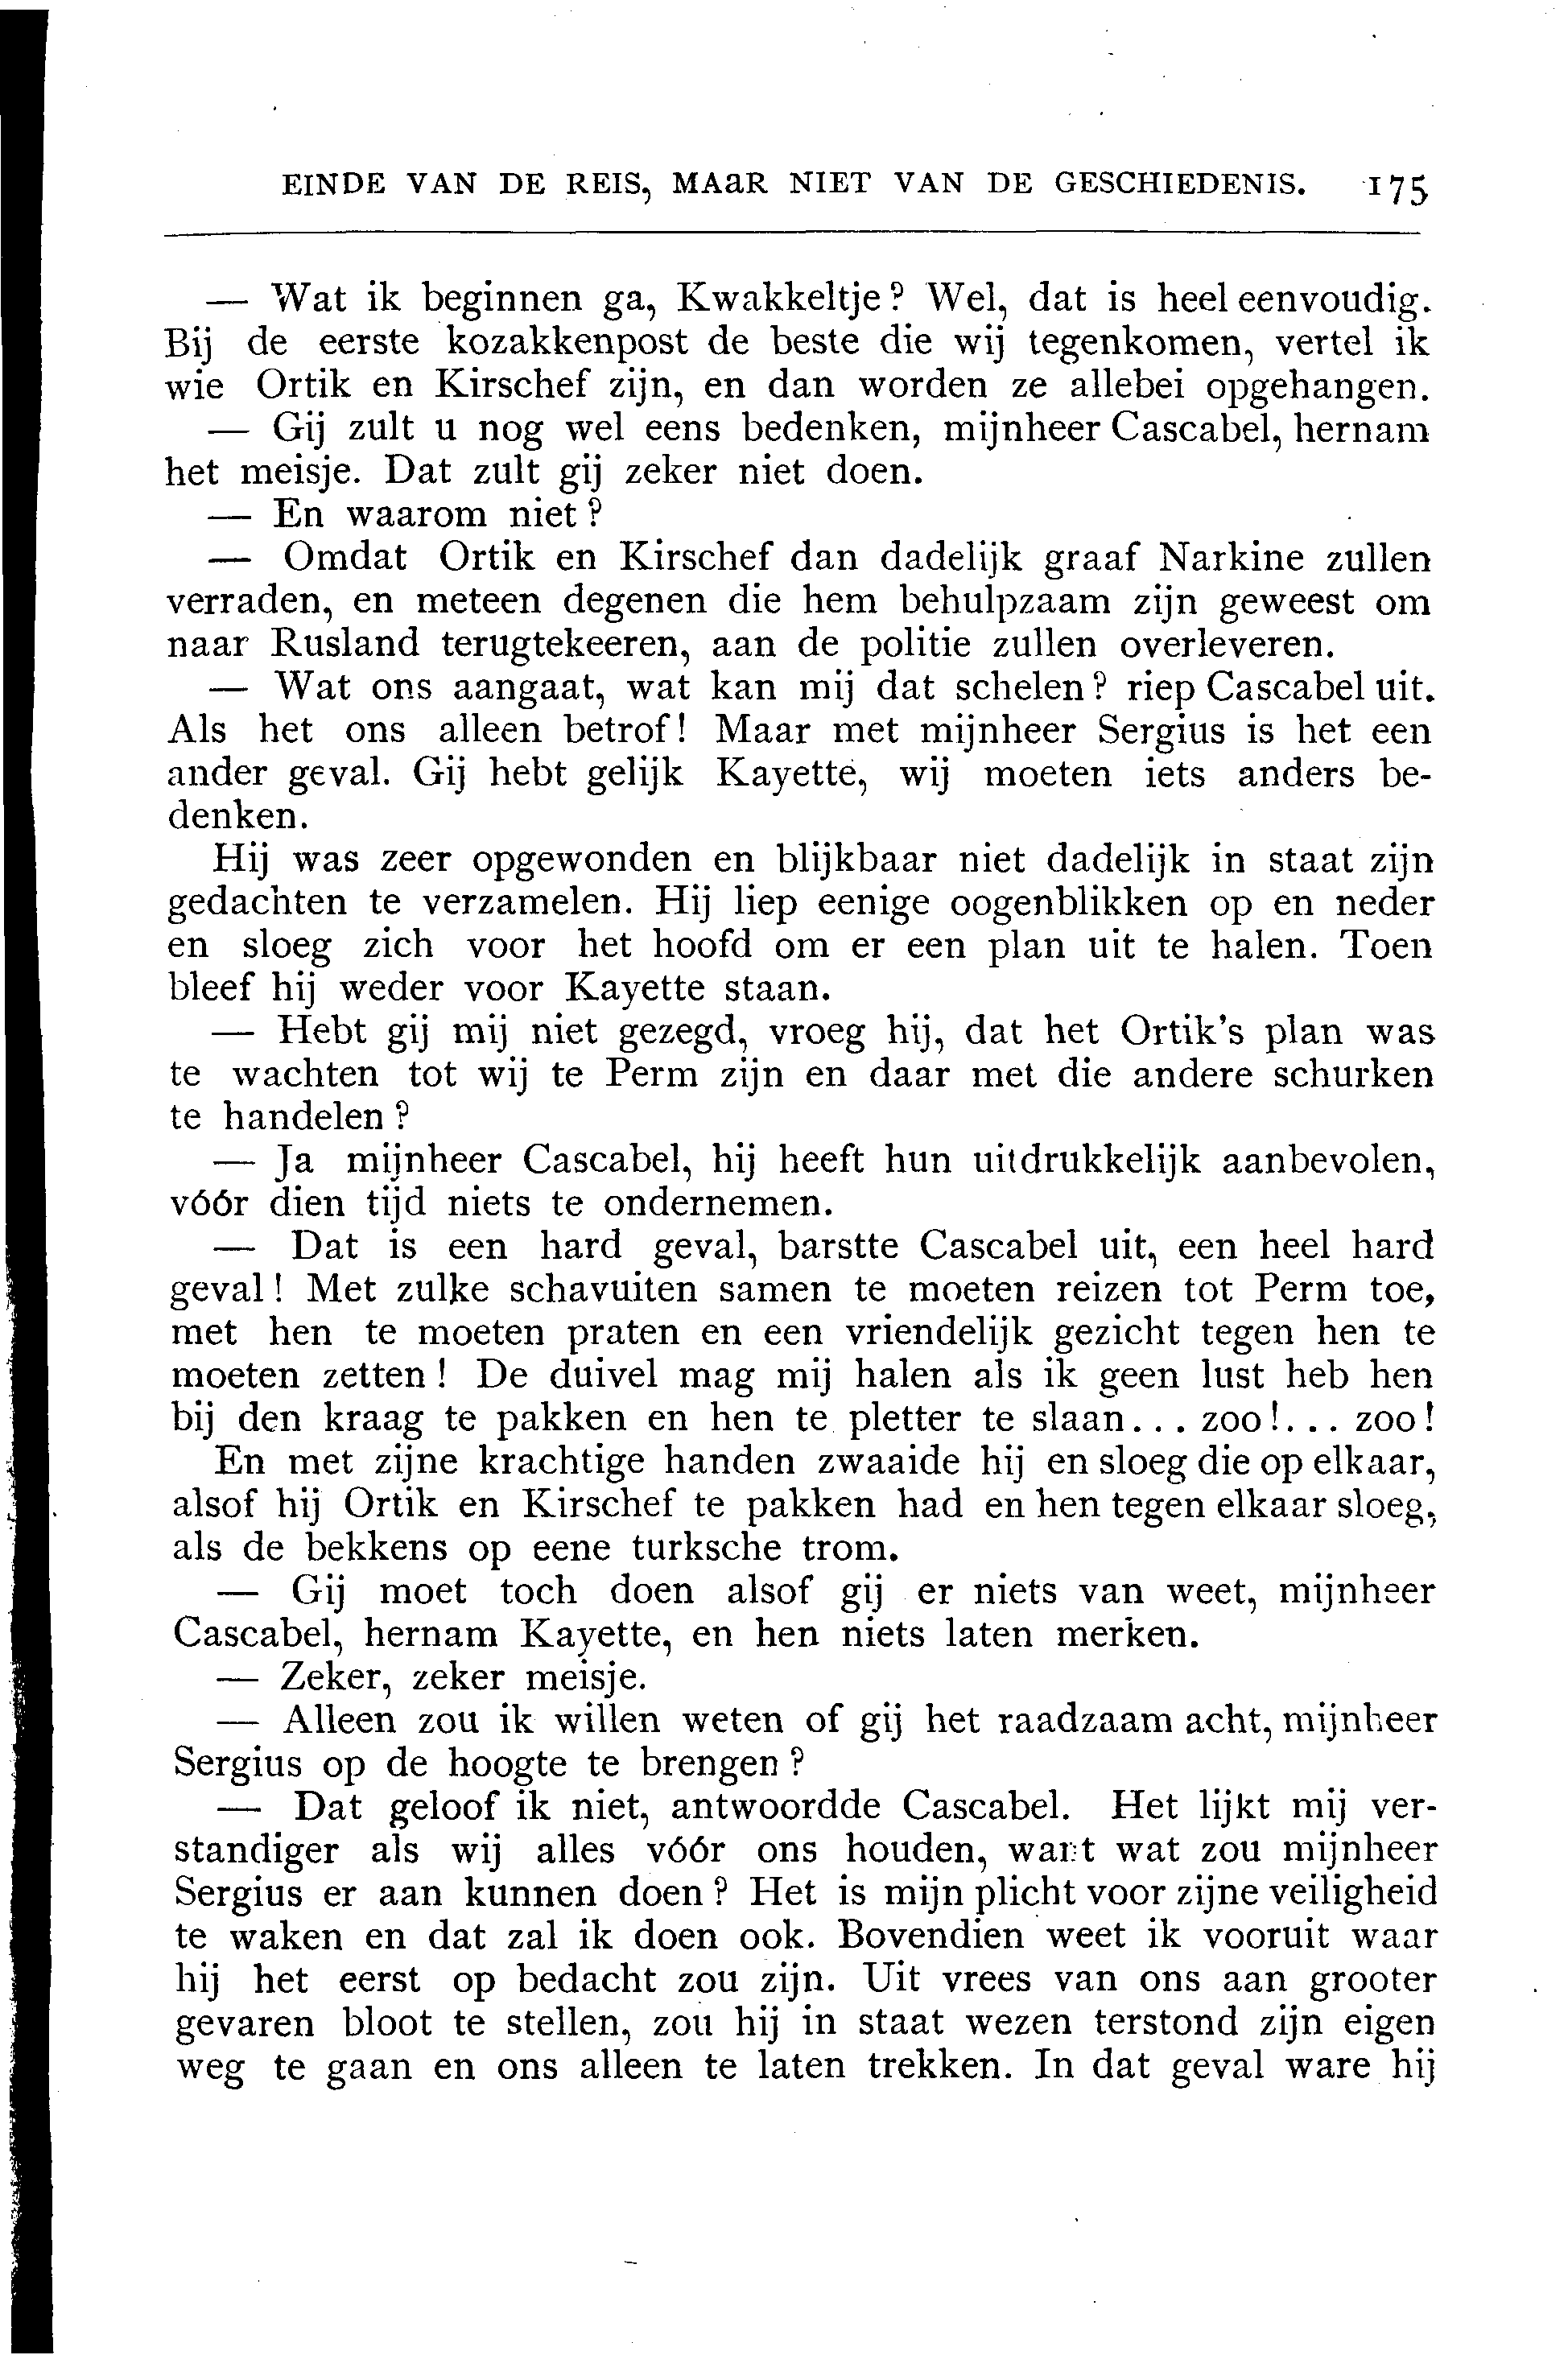 EINDE VAN DE REIS, MAaR NIET VAN DE GESCHIEDENIS. 175
— Wat ik beginnen ga, Kwakkeltje? Wel, dat is heel eenvoudig.
Bij de eerste kozakkenpost de beste die wij tegenkomen, vertel ik
wie Ortik en Kirschef zijn, en dan worden ze allebei opgehangen.
— Gij zult u nog wel eens bedenken, mijnheer Cascabel, hernam
het meisje. Dat zult gij zeker niet doen.
— En waarom niet?
— Omdat Ortik en Kirschef dan dadelijk graaf Narkine zullen
verraden, en meteen degenen die hem behulpzaam zijn geweest om
naar Rusland terugtekeeren, aan de politie zullen overleveren.
— Wat ons aangaat, wat kan mij dat schelen? riep Cascabel uit.
Als het ons alleen betrof! Maar met mijnheer Sergius is het een
ander geval. Gij hebt gelijk Kayette, wij moeten iets anders be-
denken.
Hij was zeer opgewonden en blijkbaar niet dadelijk in staat zijn
gedachten te verzamelen. Hij liep eenige oogenblikken op en neder
en sloeg zich voor het hoofd om er een plan uit te halen. Toen
bleef hij weder voor Kayette staan.
— Hebt gij mij niet gezegd, vroeg hij, dat het Ortik's plan was
te wachten tot wij te Perm zijn en daar met die andere schurken
te handelen?
— Ja mijnheer Cascabel, hij heeft hun uitdrukkelijk aanbevolen,
vóór dien tijd niets te ondernemen.
— Dat is een hard geval, barstte Cascabel uit, een heel hard
geval! Met zulke schavuiten samen te moeten reizen tot Perm toe,
met hen te moeten praten en een vriendelijk gezicht tegen hen te
moeten zetten! De duivel mag mij halen als ik geen lust heb hen
bij den kraag te pakken en hen te pletter te slaan... zoo!... zoo!
En met zijne krachtige handen zwaaide hij en sloeg die op elkaar,
alsof hij Ortik en Kirschef te pakken had en hen tegen elkaar sloeg,
als de bekkens op eene turksche trom.
— Gij moet toch doen alsof gij er niets van weet, mijnheer
Cascabel, hernam Kayette, en hen niets laten merken.
— Zeker, zeker meisje.
— Alleen zou ik willen weten of gij het raadzaam acht, mijnheer
Sergius op de hoogte te brengen?
— Dat geloof ik niet, antwoordde Cascabel. Het lijkt mij ver-
standiger als wij alles vóór ons houden, want wat zou mijnheer
Sergius er aan kunnen doen? Het is mijn plicht voor zijne veiligheid
te waken en dat zal ik doen ook. Bovendien weet ik vooruit waar
hij het eerst op bedacht zou zijn. Uit vrees van ons aan grooter
gevaren bloot te stellen, zou hij in staat wezen terstond zijn eigen
weg te gaan en ons alleen te laten trekken. In dat geval ware hij